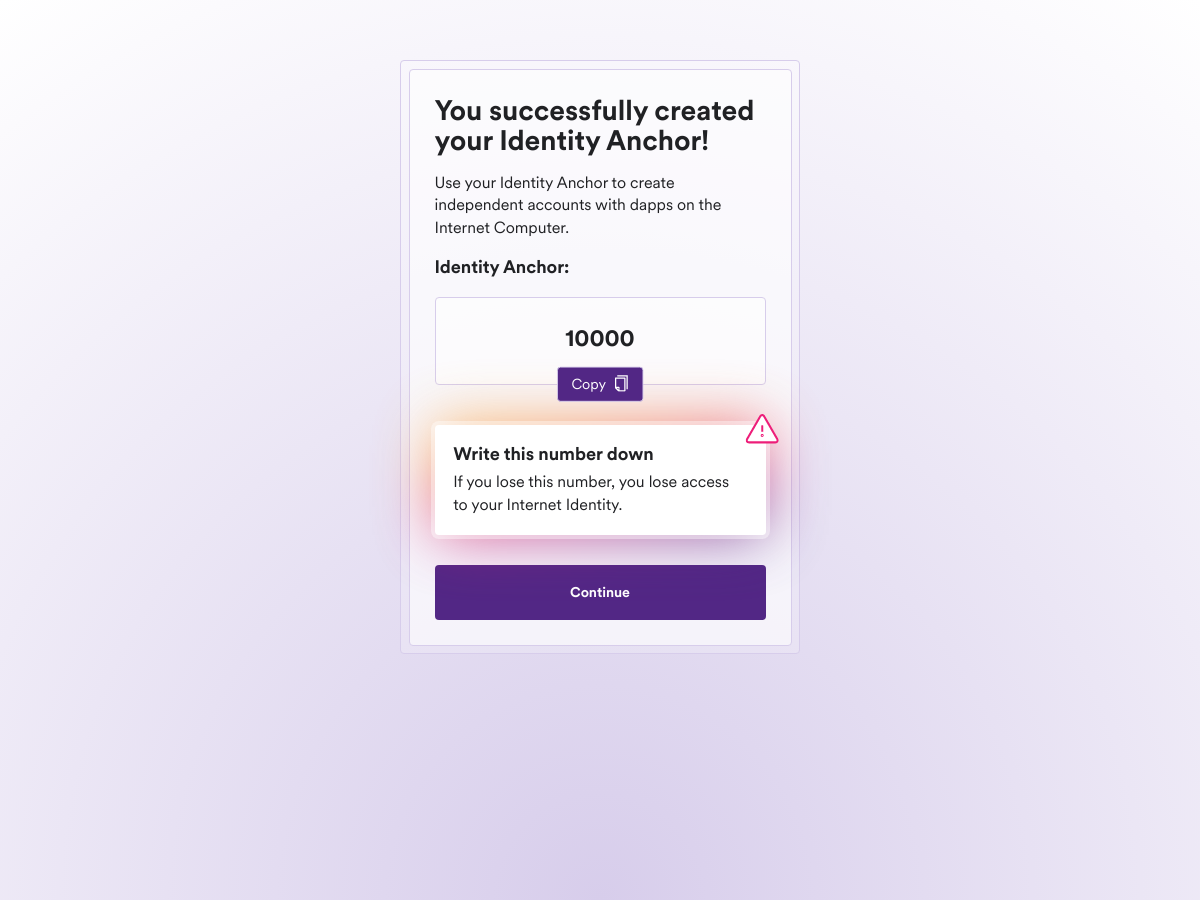 You successfully created
your Identity Anchor!
Use your Identity Anchor to create
independent accounts with dapps on the
Internet Computer.
Identity Anchor:
10000
Copy
Write this number down
If you lose this number, you lose access
to your Internet Identity.
Continue